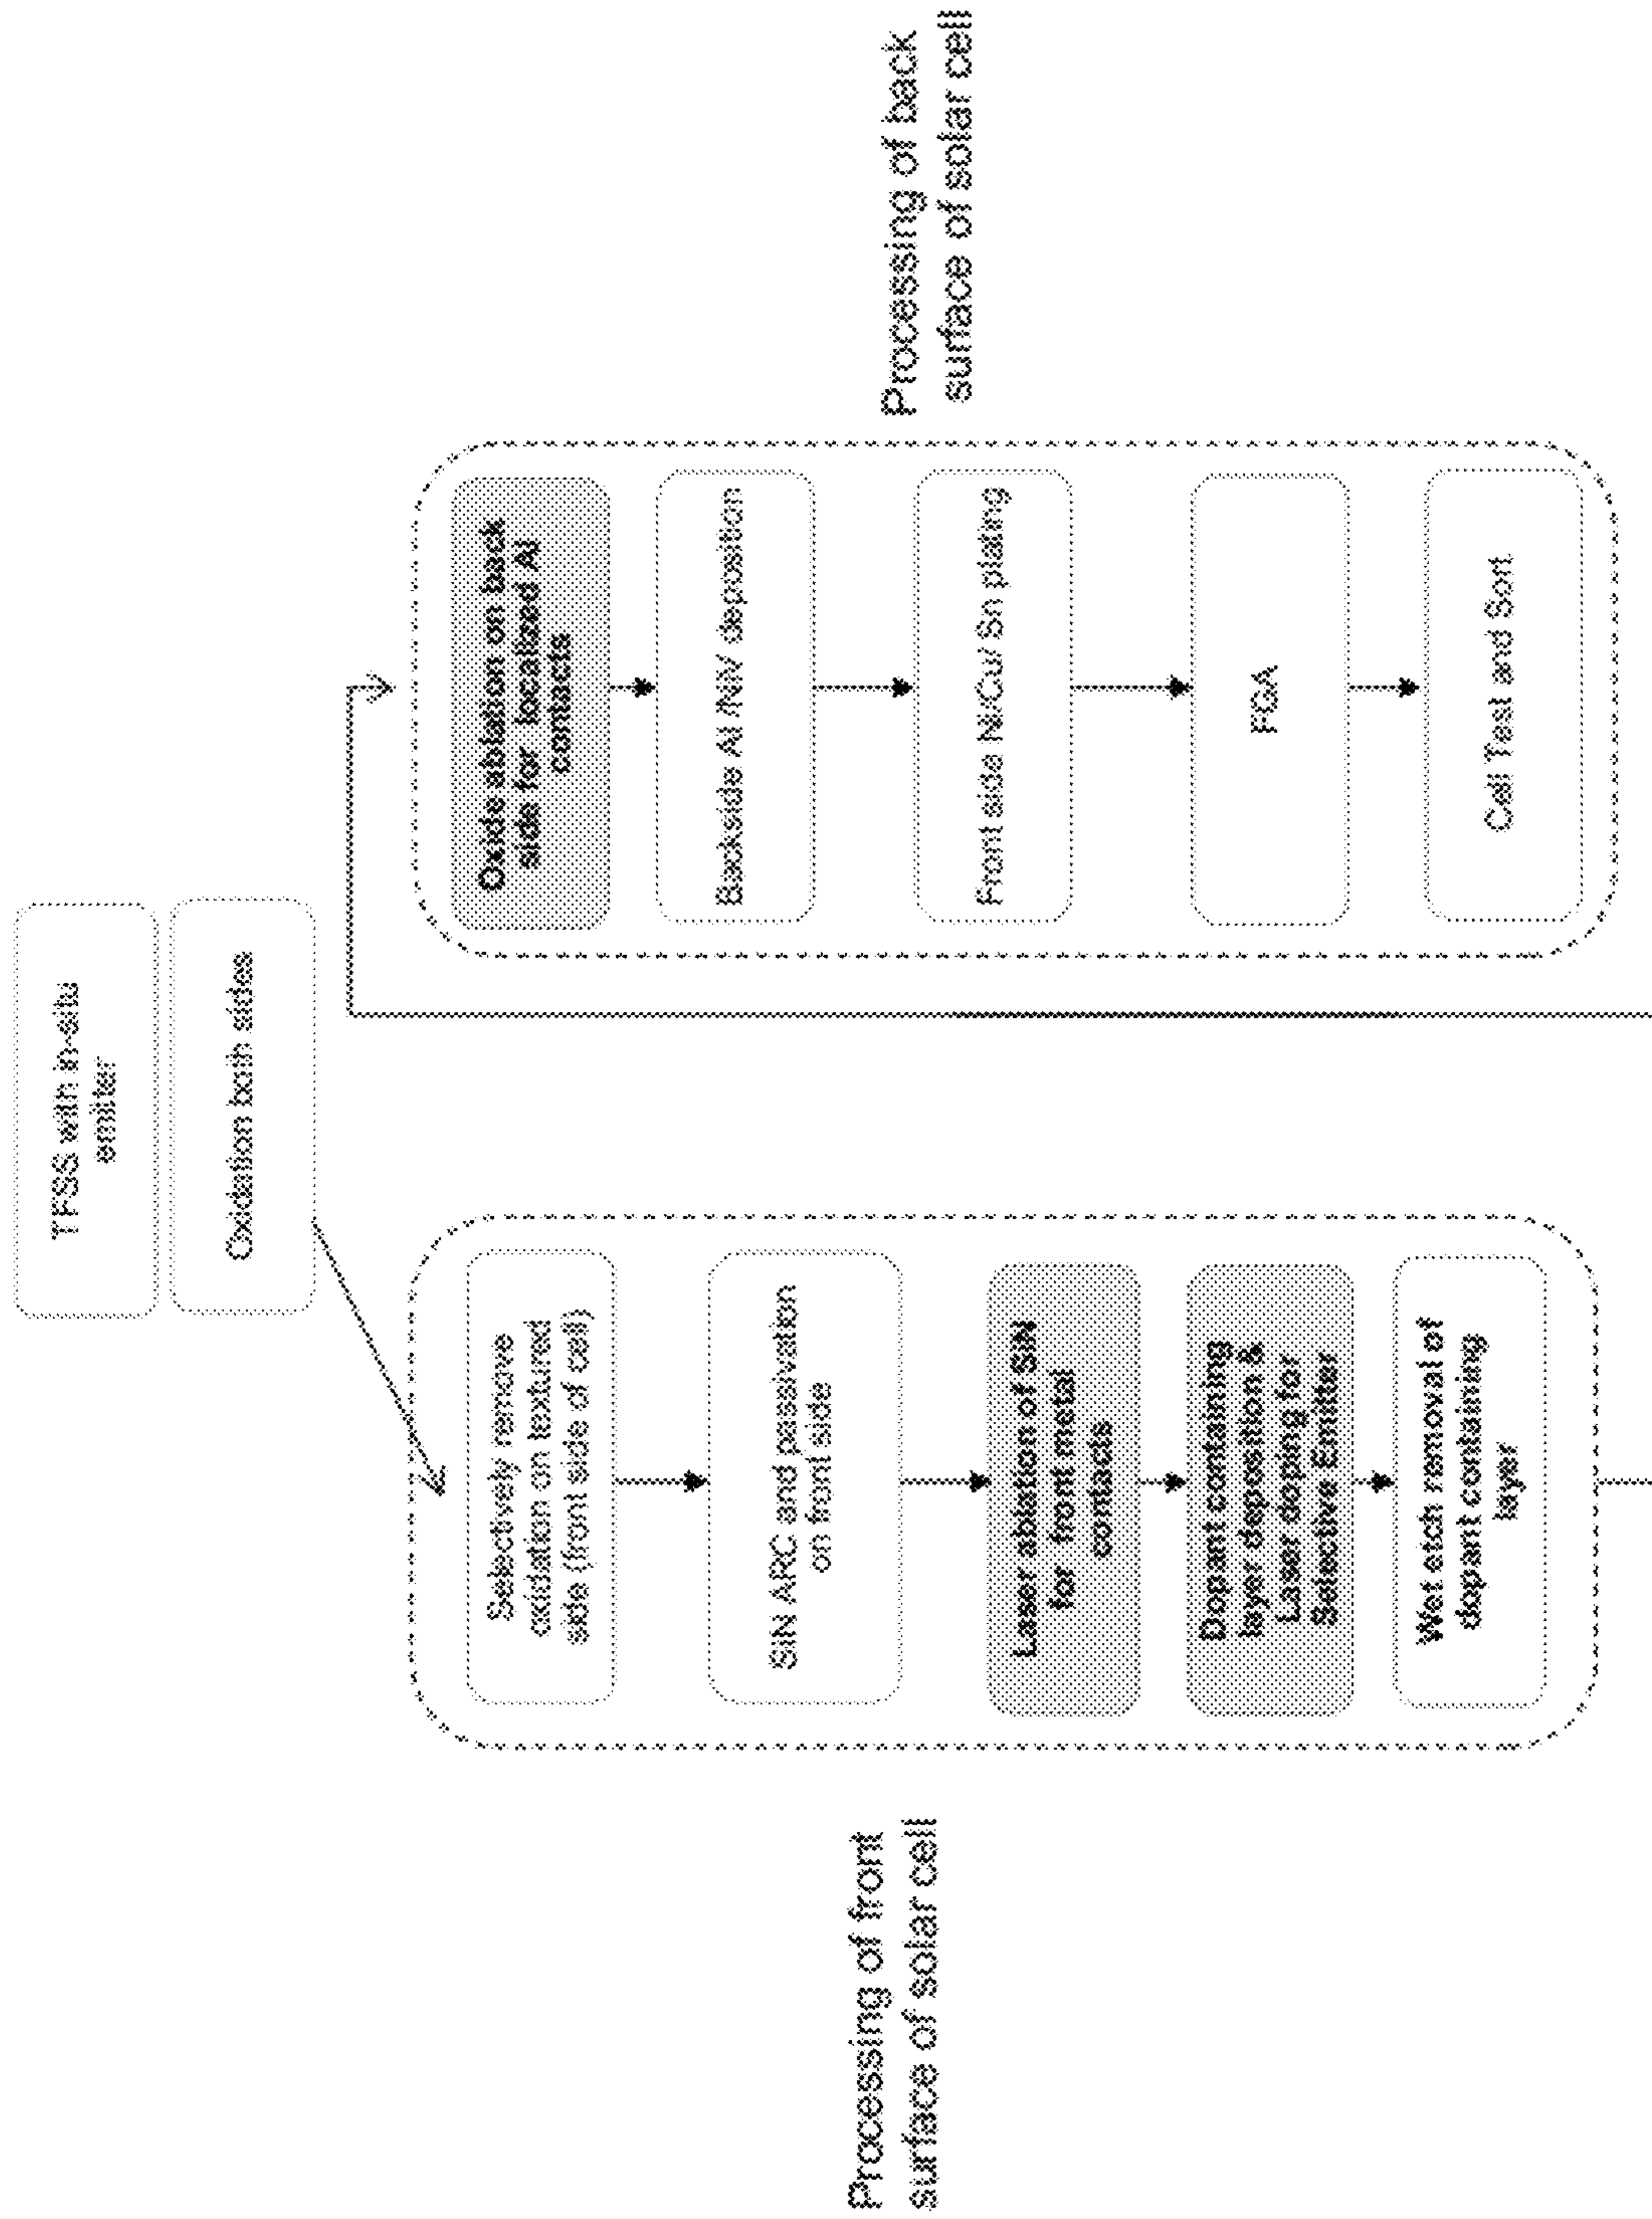 TFSS with in-situ
emitter
Oxidation both sides
Processing of front
surface of solar cell
Selectively remove
oxidation on textured
side (front side of cell)
SiN ARC and passivation
on front side
Laser ablation of SiN
for front metal
contacts
Dopant containing
layer deposition &
Laser doping for
Selective Emitter
Wet etch removal of
dopant containing
layer
Oxide ablation on back
side for localized Al
contacts
Backside Al /NiV deposition
Front side Ni/Cu/ Sn plating
FGA
Cell Test and Sort
Processing of back
surface of solar cell